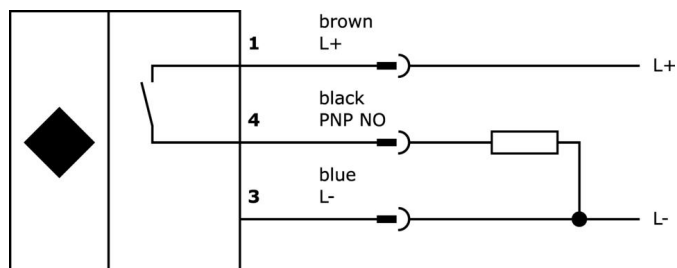 brown
1 L+
L+
black
4 PNP NO
blue
3 L-
L-